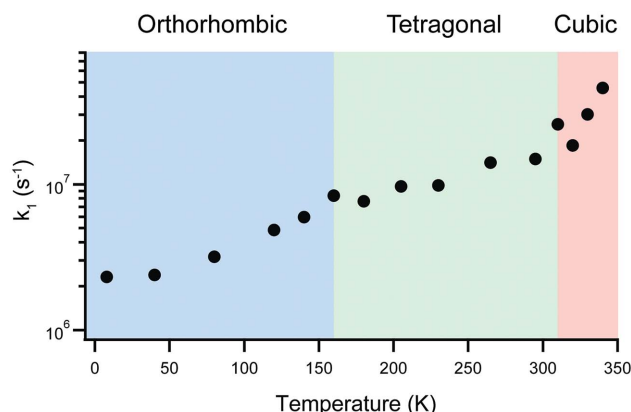 Orthorhombic Tetragonal Cubic
k₁ (s⁻¹)
10⁷
10⁶
0 50 100 150 200 250 300 350
Temperature (K)